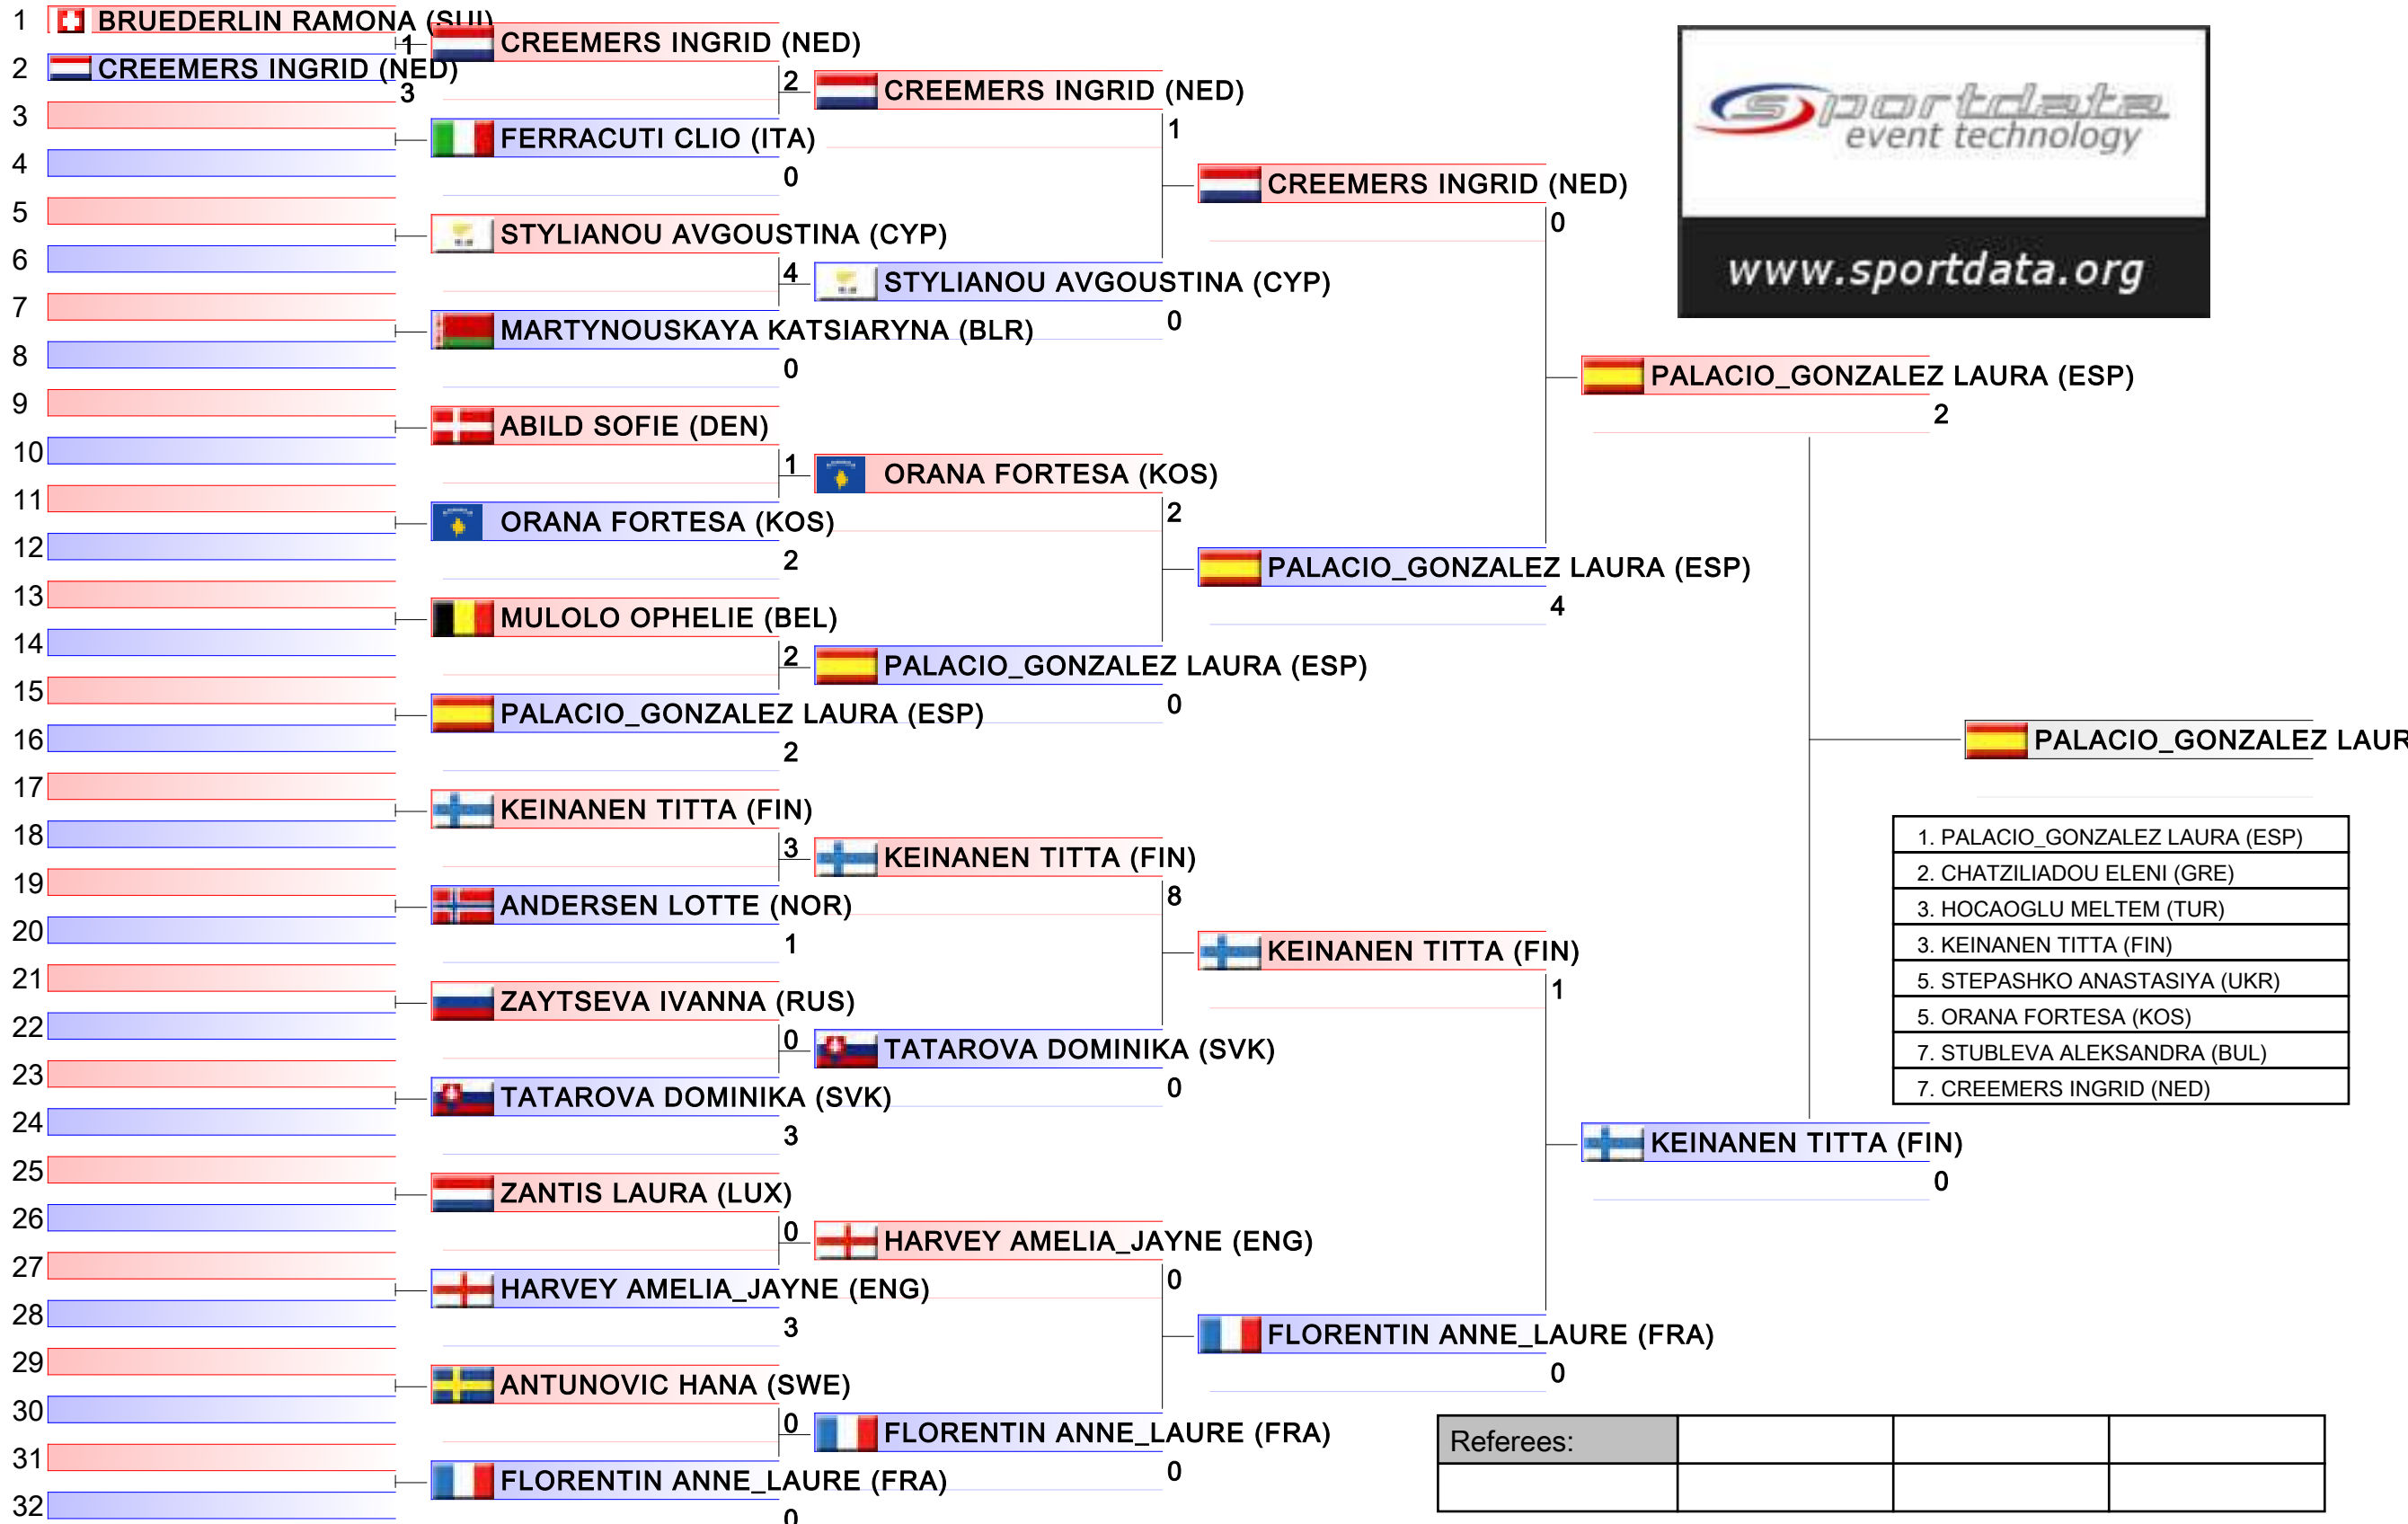 1 BRUEDERLIN RAMONA (SUI)
1
2 CREEMERS INGRID (NED)
3
3
4
5
6
7
8
9
10
11
12
13
14
15
16
17
18
19
20
21
22
23
24
25
26
27
28
29
30
31
32
CREEMERS INGRID (NED)
2
FERRACUTI CLIO (ITA)
0
STYLIANOU AVGOUSTINA (CYP)
4
MARTYNOUSKAYA KATSIARYNA (BLR)
0
ABILD SOFIE (DEN)
1
ORANA FORTESA (KOS)
2
MULOLO OPHELIE (BEL)
2
PALACIO_GONZALEZ LAURA (ESP)
2
KEINANEN TITTA (FIN)
3
ANDERSEN LOTTE (NOR)
1
ZAYTSEVA IVANNA (RUS)
0
TATAROVA DOMINIKA (SVK)
3
ZANTIS LAURA (LUX)
0
HARVEY AMELIA_JAYNE (ENG)
3
ANTUNOVIC HANA (SWE)
0
FLORENTIN ANNE_LAURE (FRA)
0
CREEMERS INGRID (NED)
1
STYLIANOU AVGOUSTINA (CYP)
0
ORANA FORTESA (KOS)
2
PALACIO_GONZALEZ LAURA (ESP)
0
KEINANEN TITTA (FIN)
8
TATAROVA DOMINIKA (SVK)
0
HARVEY AMELIA_JAYNE (ENG)
0
FLORENTIN ANNE_LAURE (FRA)
0
CREEMERS INGRID (NED)
0
PALACIO_GONZALEZ LAURA (ESP)
4
KEINANEN TITTA (FIN)
1
FLORENTIN ANNE_LAURE (FRA)
0
PALACIO_GONZALEZ LAURA (ESP)
2
KEINANEN TITTA (FIN)
0
PALACIO_GONZALEZ LAUR
sportdata
event technology
www.sportdata.org
1. PALACIO_GONZALEZ LAURA (ESP)
2. CHATZILIADOU ELENI (GRE)
3. HOCAOGLU MELTEM (TUR)
3. KEINANEN TITTA (FIN)
5. STEPASHKO ANASTASIYA (UKR)
5. ORANA FORTESA (KOS)
7. STUBLEVA ALEKSANDRA (BUL)
7. CREEMERS INGRID (NED)
Referees: